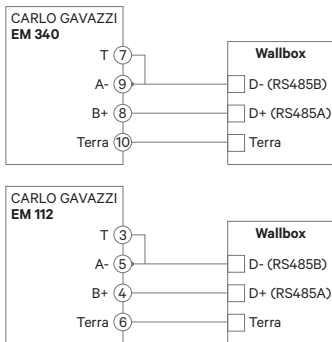 CARLO GAVAZZI
EM 340
T 7
A- 9
B+ 8
Terra 10
Wallbox
D- (RS485B)
D+ (RS485A)
Terra
CARLO GAVAZZI
EM 112
T 3
A- 5
B+ 4
Terra 6
Wallbox
D- (RS485B)
D+ (RS485A)
Terra